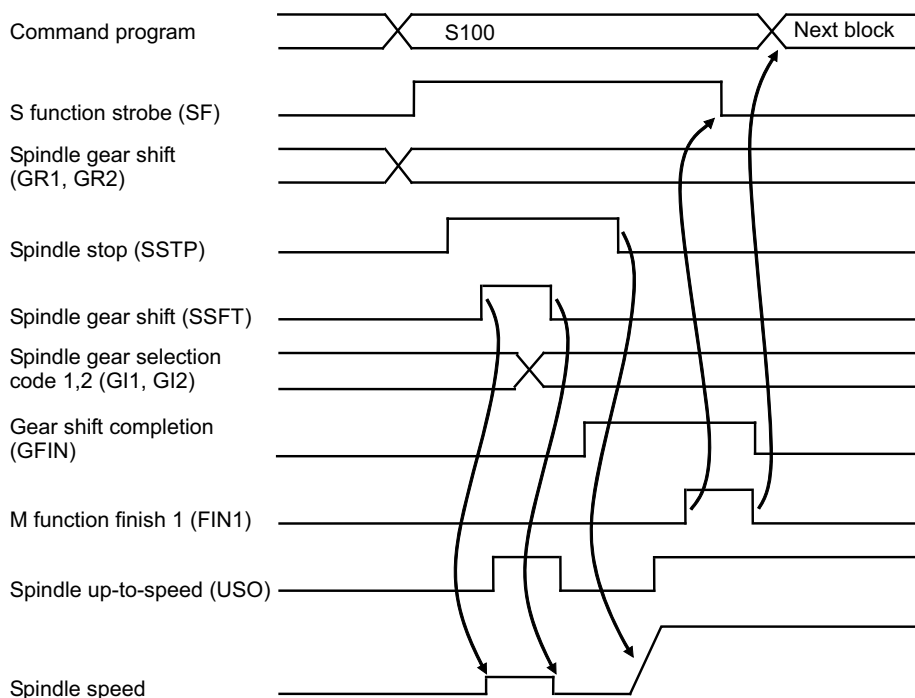 Command program
S100
Next block
S function strobe (SF)
Spindle gear shift
(GR1, GR2)
Spindle stop (SSTP)
Spindle gear shift (SSFT)
Spindle gear selection
code 1,2 (GI1, GI2)
Gear shift completion
(GFIN)
M function finish 1 (FIN1)
Spindle up-to-speed (USO)
Spindle speed